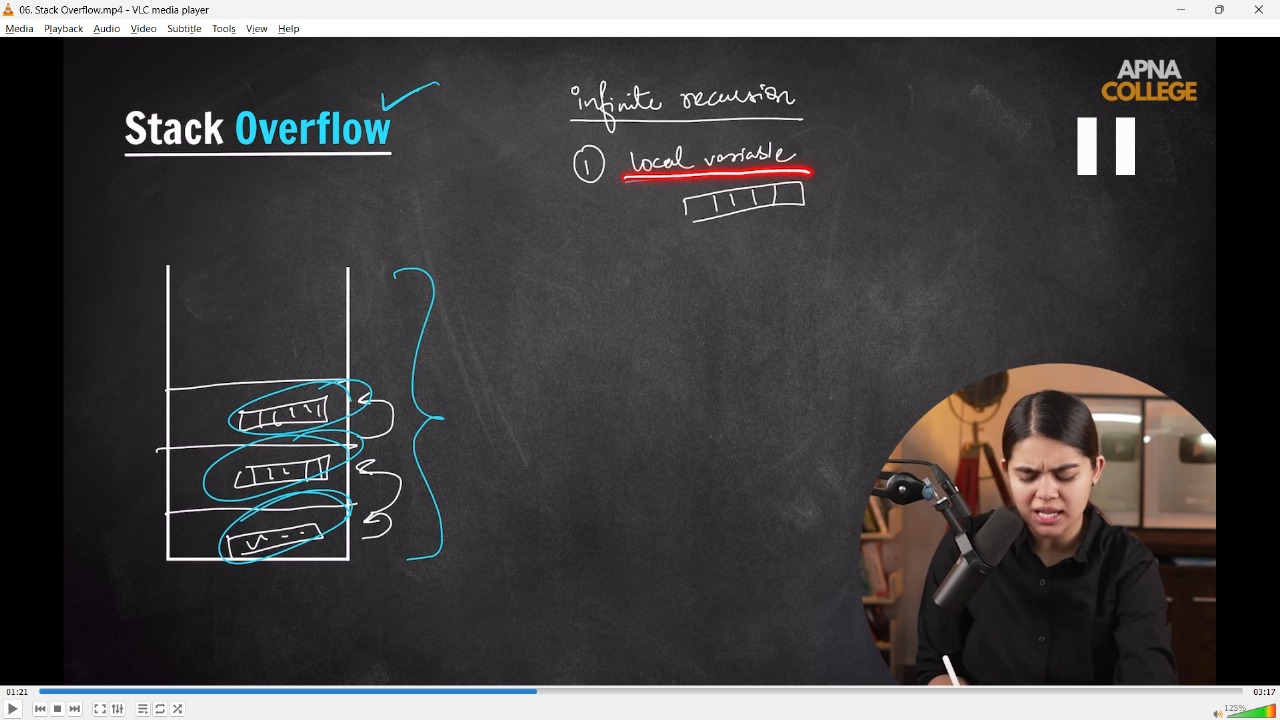 06. Stack Overflow.mp4 - VLC media player
Media Playback Audio Video Subtitle Tools View Help
APNA
COLLEGE
infinite recursion
Stack Overflow
1 local variable
01:21
03:17
125%